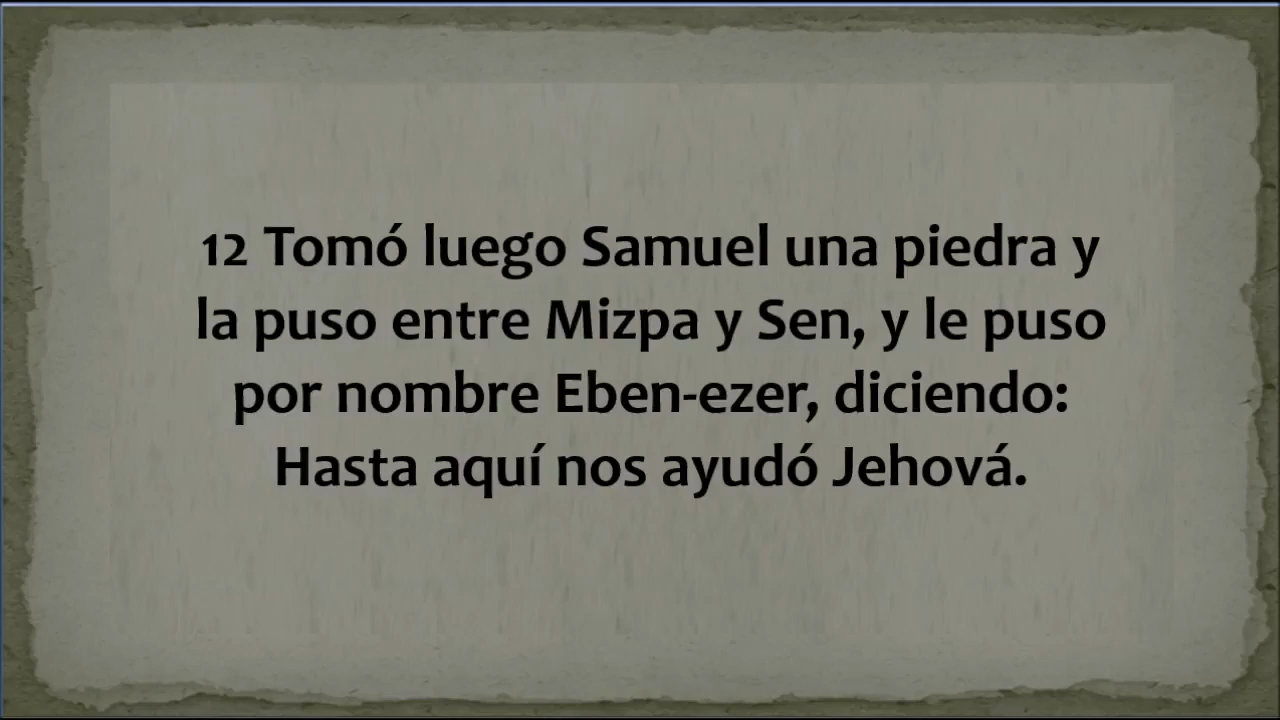 12 Tomó luego Samuel una piedra y
la puso entre Mizpa y Sen, y le puso
por nombre Eben-ezer, diciendo:
Hasta aquí nos ayudó Jehová.